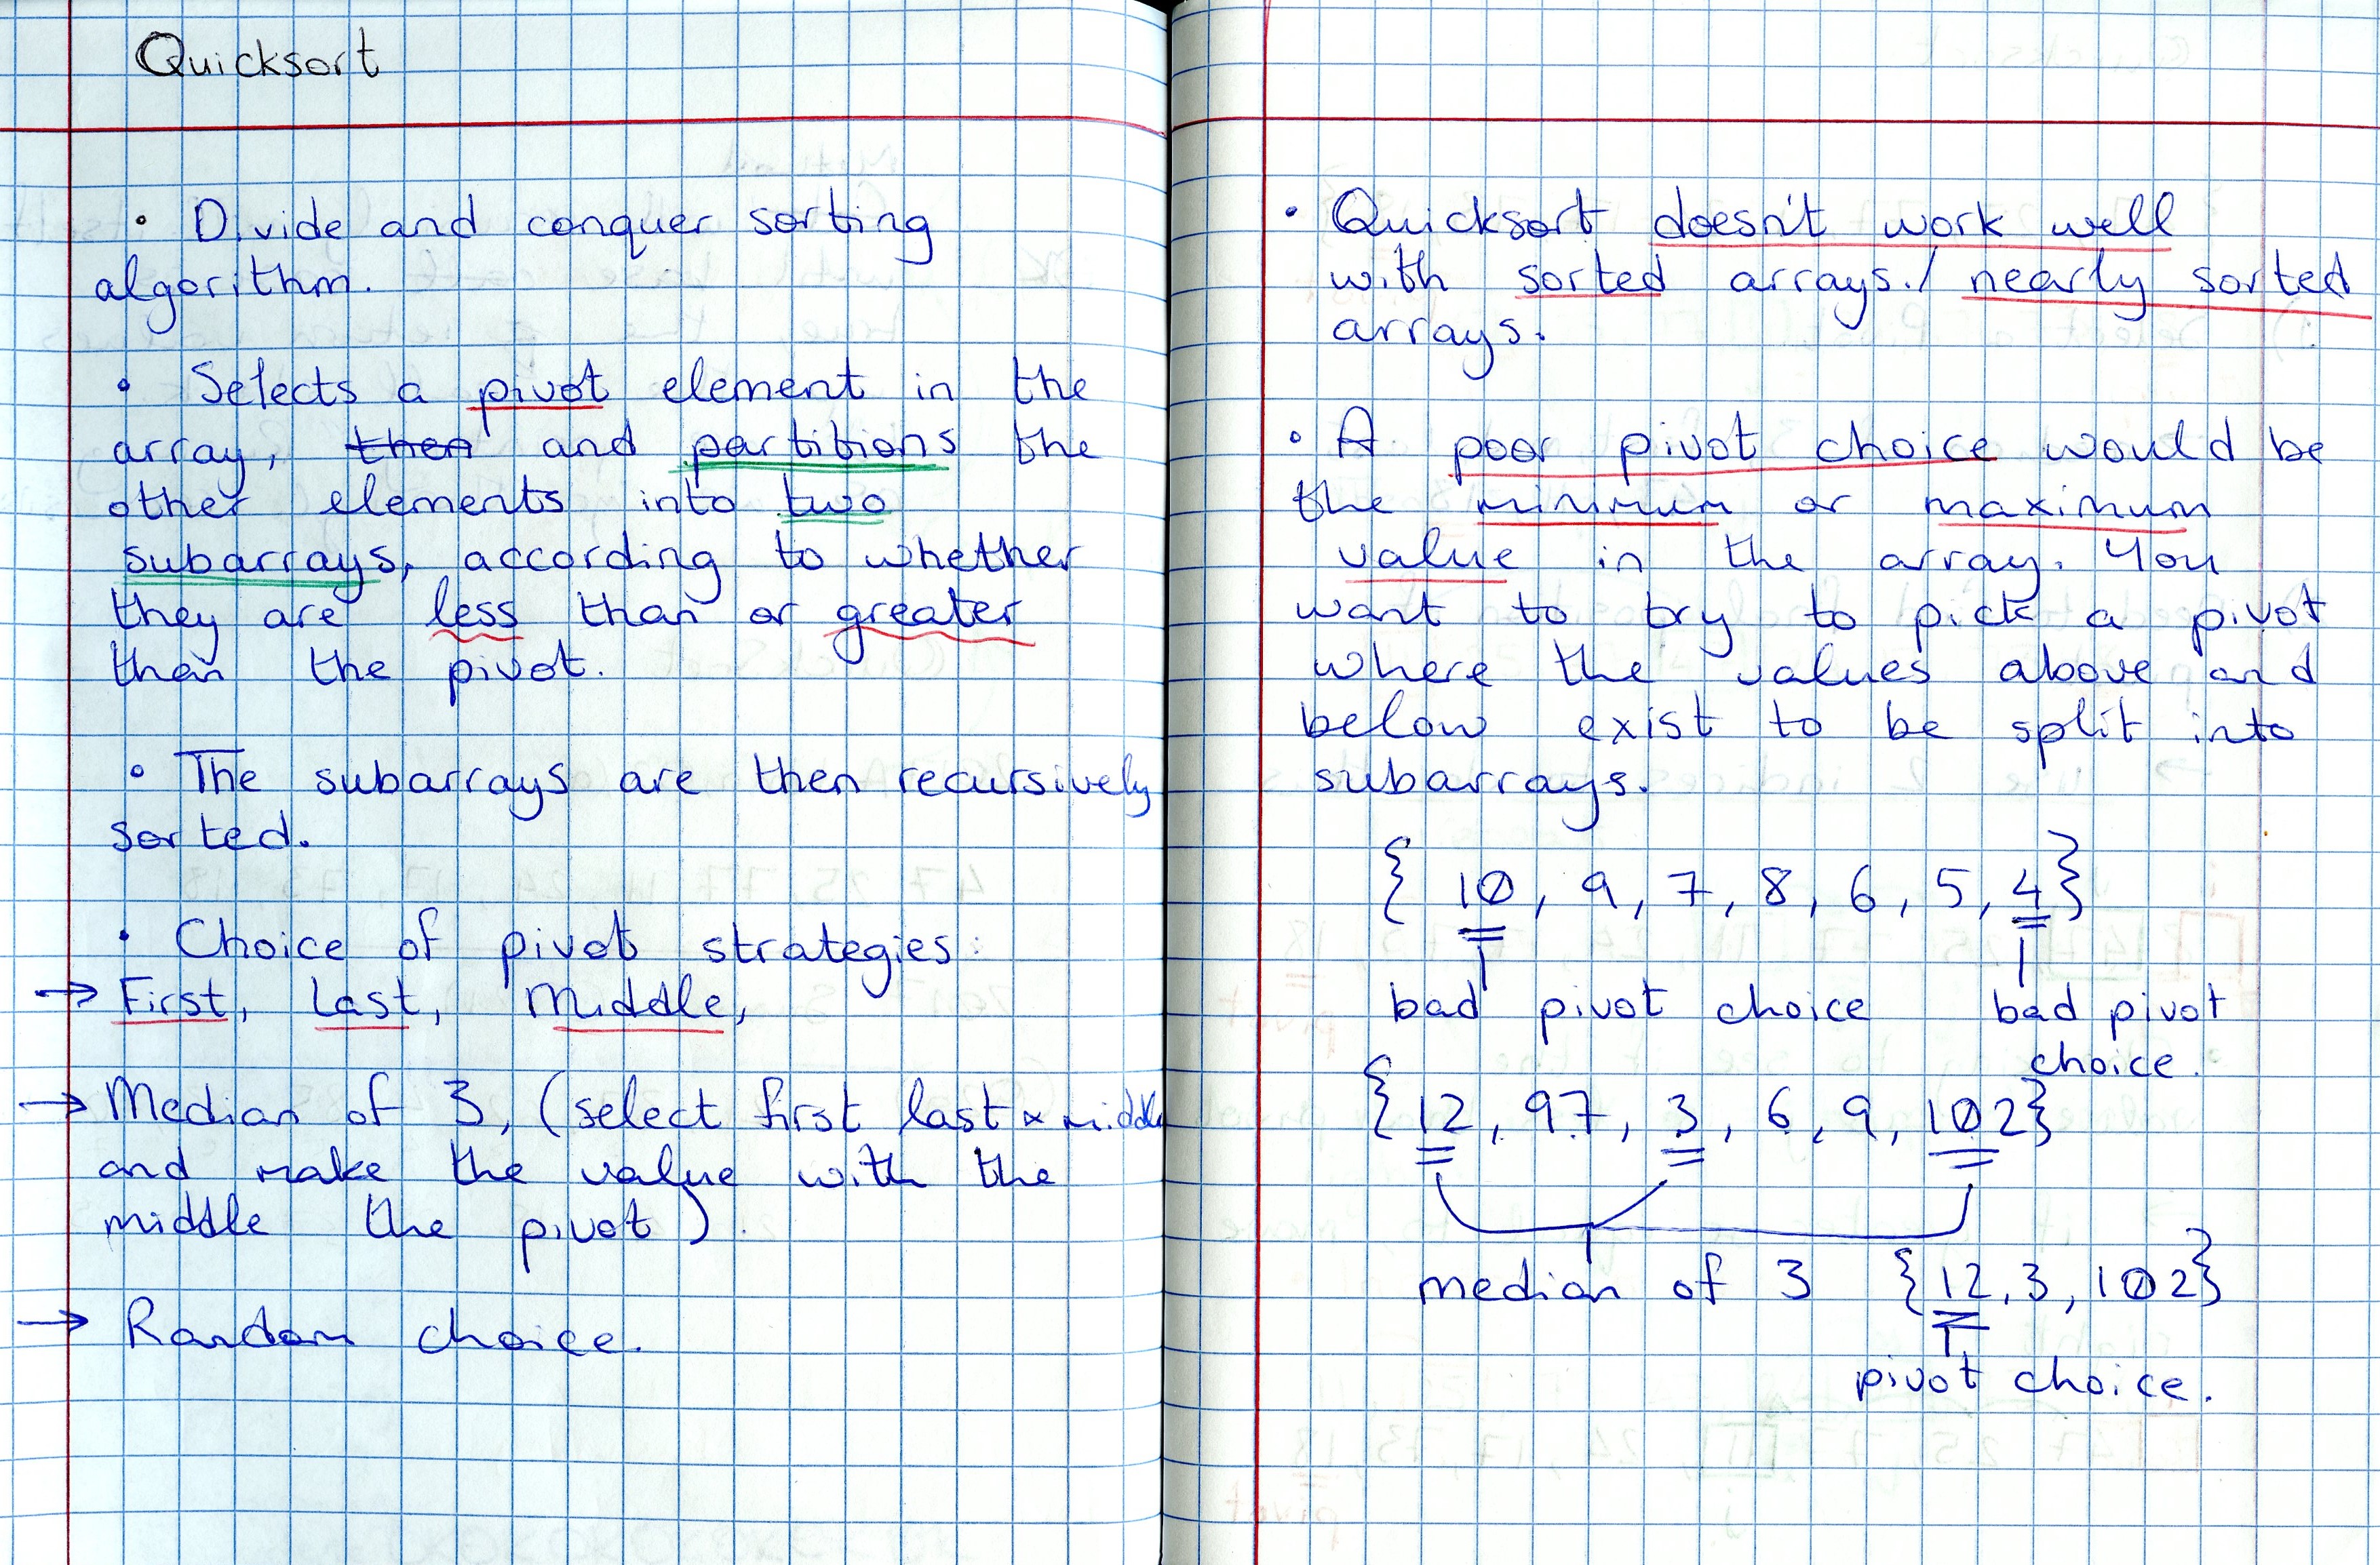 Quicksort
• Divide and conquer sorting
algorithm.
• Selects a pivot element in the
array, then and partitions the
other elements into two
subarrays, according to whether
they are less than or greater
than the pivot.
• The subarrays are then recursively
sorted.
• Choice of pivot strategies:
→ First, Last, Middle,
→ Median of 3, (select first last × middle
and make the value with the
middle the pivot).
→ Random choice.
• Quicksort doesn't work well
with sorted arrays./ nearly sorted
arrays.
• A poor pivot choice would be
the minimum or maximum
value in the array. You
want to try to pick a pivot
where the values above and
below exist to be split into
subarrays.
{ 10, 9, 7, 8, 6, 5, 4}
bad pivot choice bad pivot
choice.
{12, 97, 3, 6, 9, 102}
median of 3 {12, 3, 102}
pivot choice.